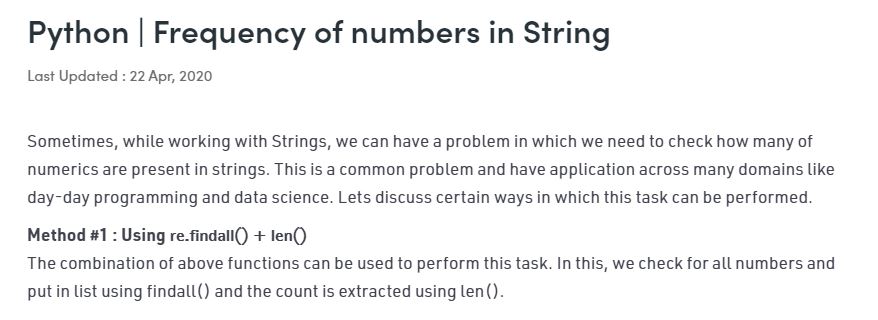 Python | Frequency of numbers in String
Last Updated : 22 Apr, 2020
Sometimes, while working with Strings, we can have a problem in which we need to check how many of
numerics are present in strings. This is a common problem and have application across many domains like
day-day programming and data science. Lets discuss certain ways in which this task can be performed.
Method #1 : Using re.findall() + len()
The combination of above functions can be used to perform this task. In this, we check for all numbers and
put in list using findall() and the count is extracted using len().